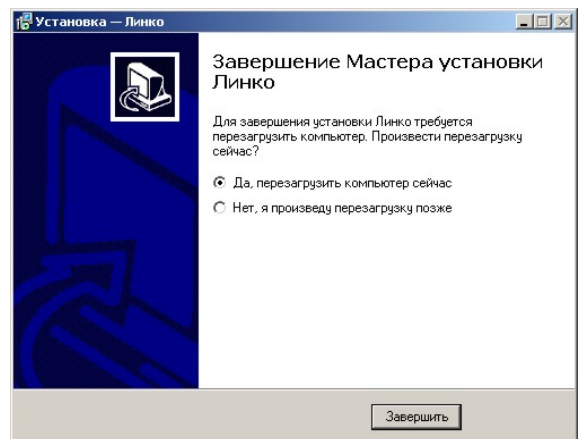 Установка — Линко
Завершение Мастера установки
Линко
Для завершения установки Линко требуется
перезагрузить компьютер. Произвести перезагрузку
сейчас?
Да, перезагрузить компьютер сейчас
Нет, я произведу перезагрузку позже
Завершить